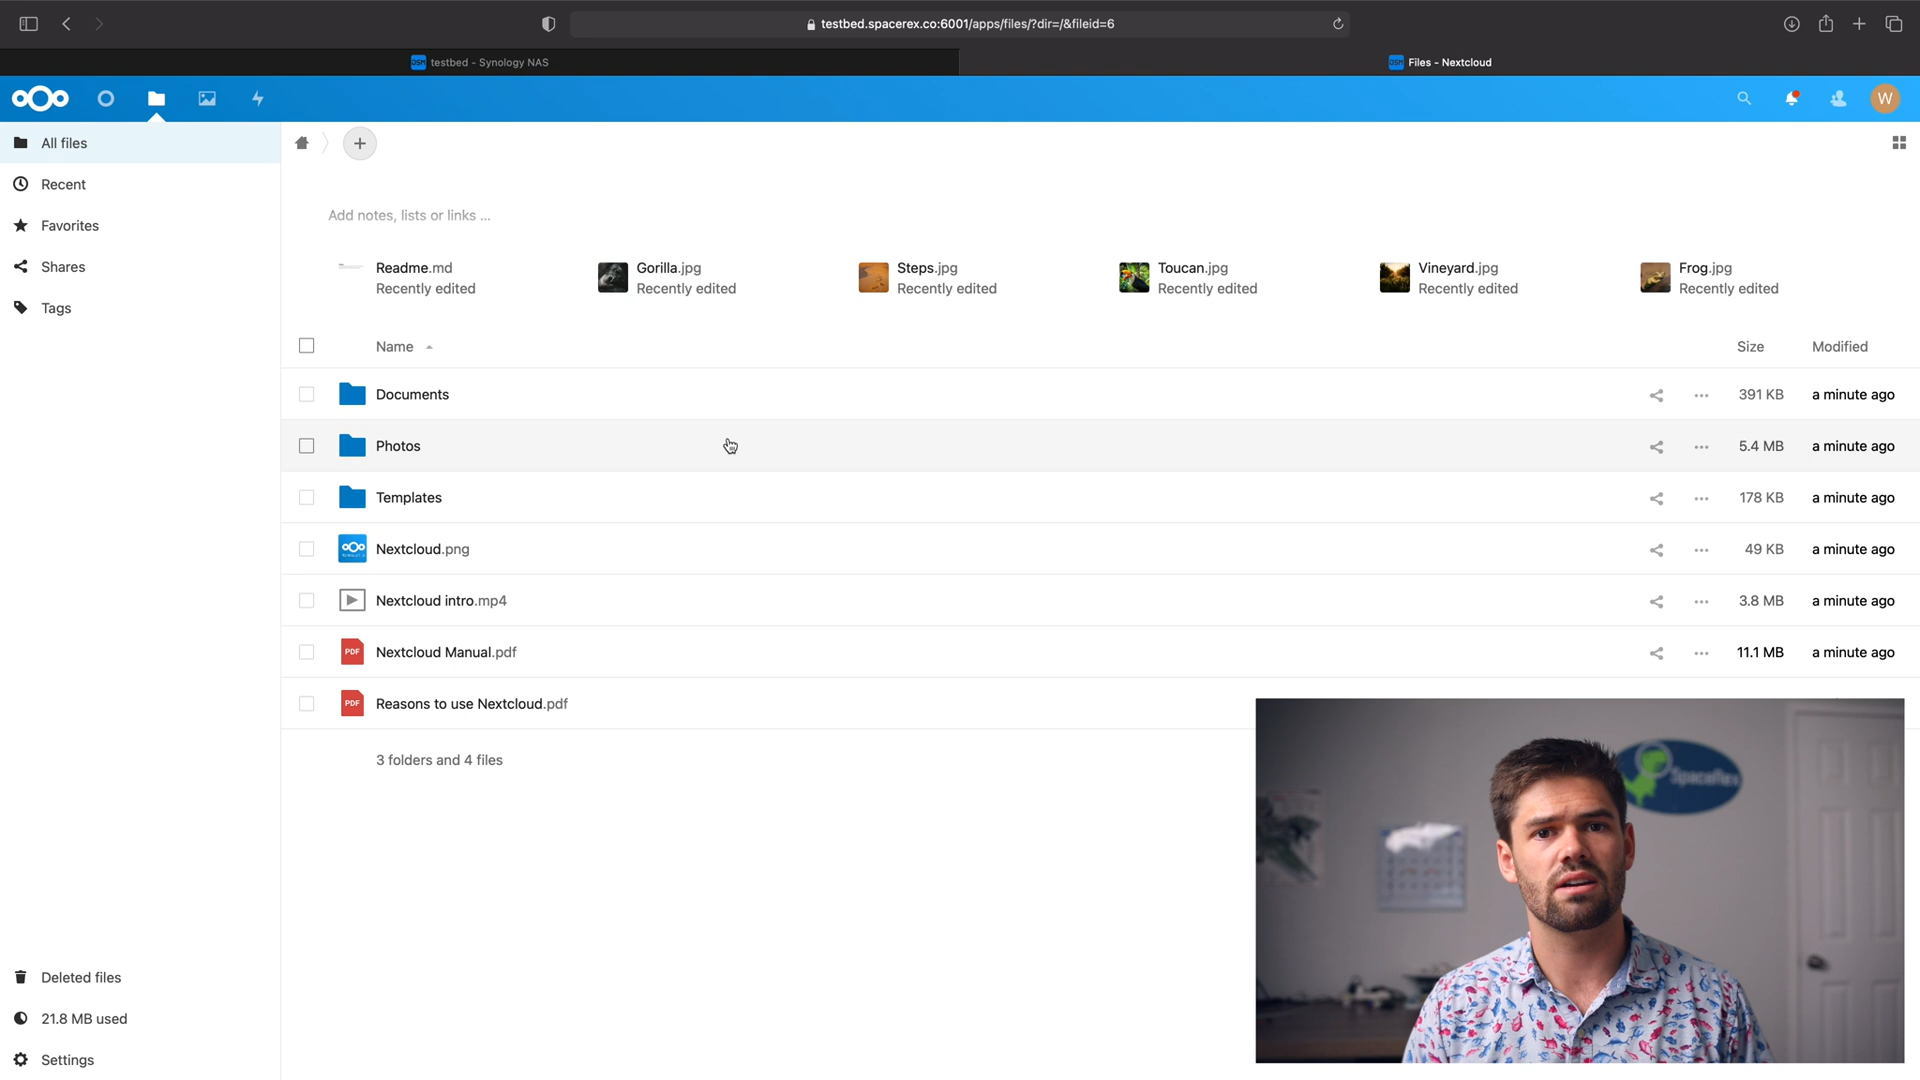 testbed.spacerex.co:6001/apps/files/?dir=/&fileid=6
DSM testbed - Synology NAS
DSM Files - Nextcloud
W
All files
Recent
Favorites
Shares
Tags
Add notes, lists or links ...
Readme.md
Recently edited
Gorilla.jpg
Recently edited
Steps.jpg
Recently edited
Toucan.jpg
Recently edited
Vineyard.jpg
Recently edited
Frog.jpg
Recently edited
Name Size Modified
Documents 391 KB a minute ago
Photos 5.4 MB a minute ago
Templates 178 KB a minute ago
Nextcloud.png 49 KB a minute ago
Nextcloud intro.mp4 3.8 MB a minute ago
PDF Nextcloud Manual.pdf 11.1 MB a minute ago
PDF Reasons to use Nextcloud.pdf
3 folders and 4 files
SpaceRex
Deleted files
21.8 MB used
Settings